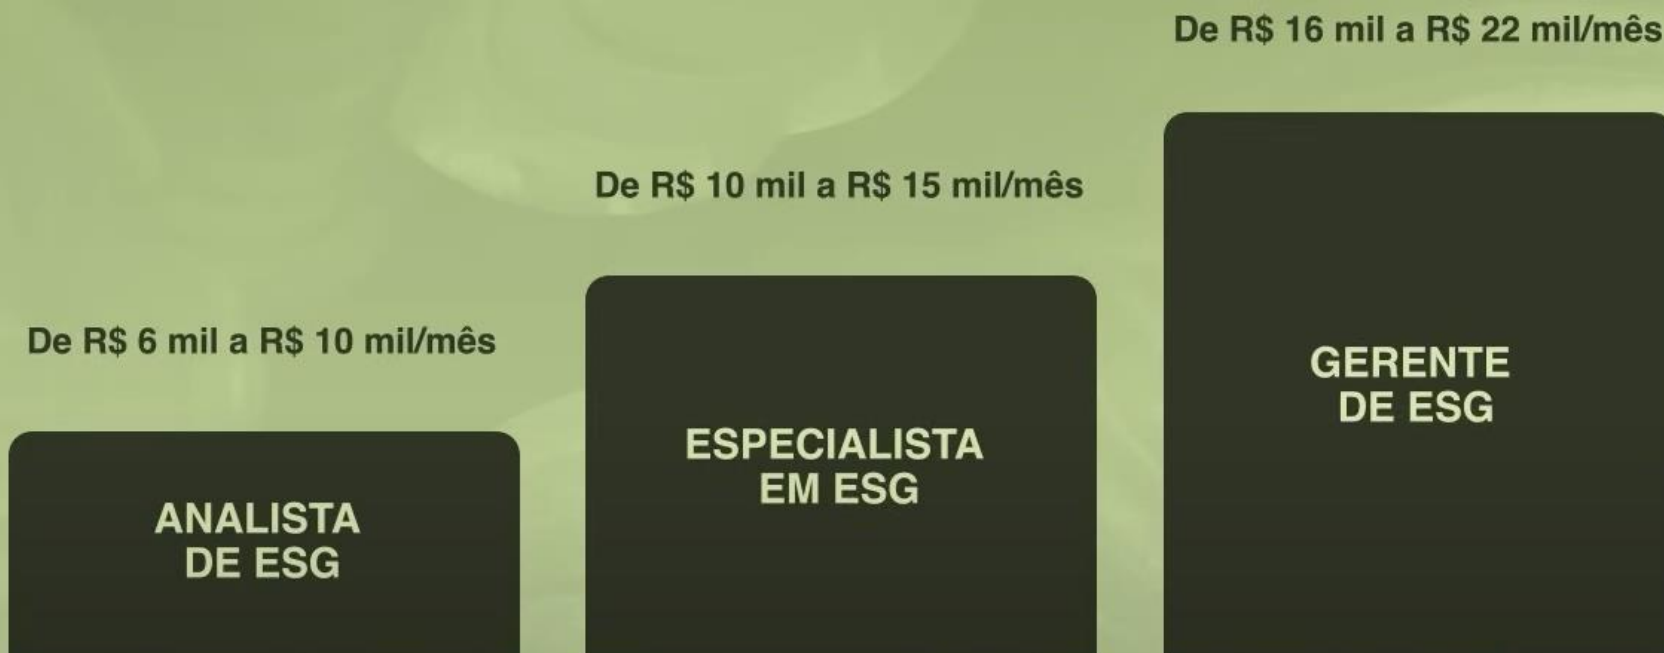 De R$ 16 mil a R$ 22 mil/mês
De R$ 10 mil a R$ 15 mil/mês
De R$ 6 mil a R$ 10 mil/mês
GERENTE
DE ESG
ESPECIALISTA
EM ESG
ANALISTA
DE ESG